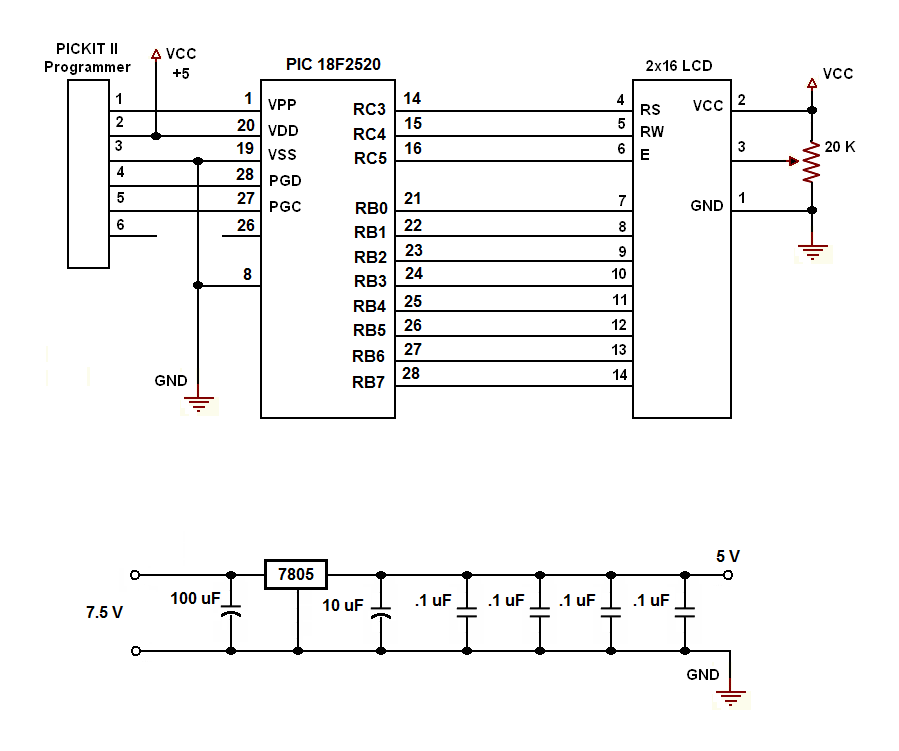 PICKIT II
Programmer
VCC
+5
PIC 18F2520
2x16 LCD
VCC
1 1 VPP RC3 14 4 RS VCC 2
2 20 VDD RC4 15 5 RW
3 19 VSS RC5 16 6 E 3 20 K
4 28 PGD
5 27 PGC RB0 21 7 GND 1
6 26 RB1 22 8
RB2 23 9
8 RB3 24 10
RB4 25 11
RB5 26 12
RB6 27 13
GND RB7 28 14
5 V
7805
100 uF 10 uF .1 uF .1 uF .1 uF .1 uF
7.5 V
GND